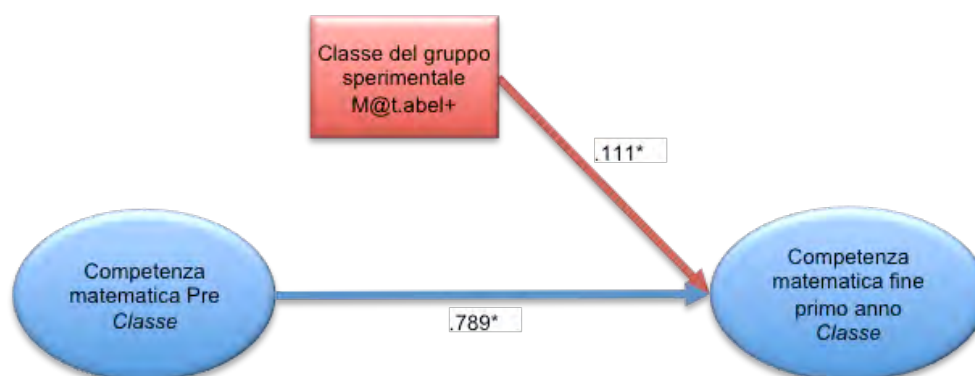 Classe del gruppo
sperimentale
M@t.abel+
.111*
Competenza
matematica Pre
Classe
.789*
Competenza
matematica fine
primo anno
Classe